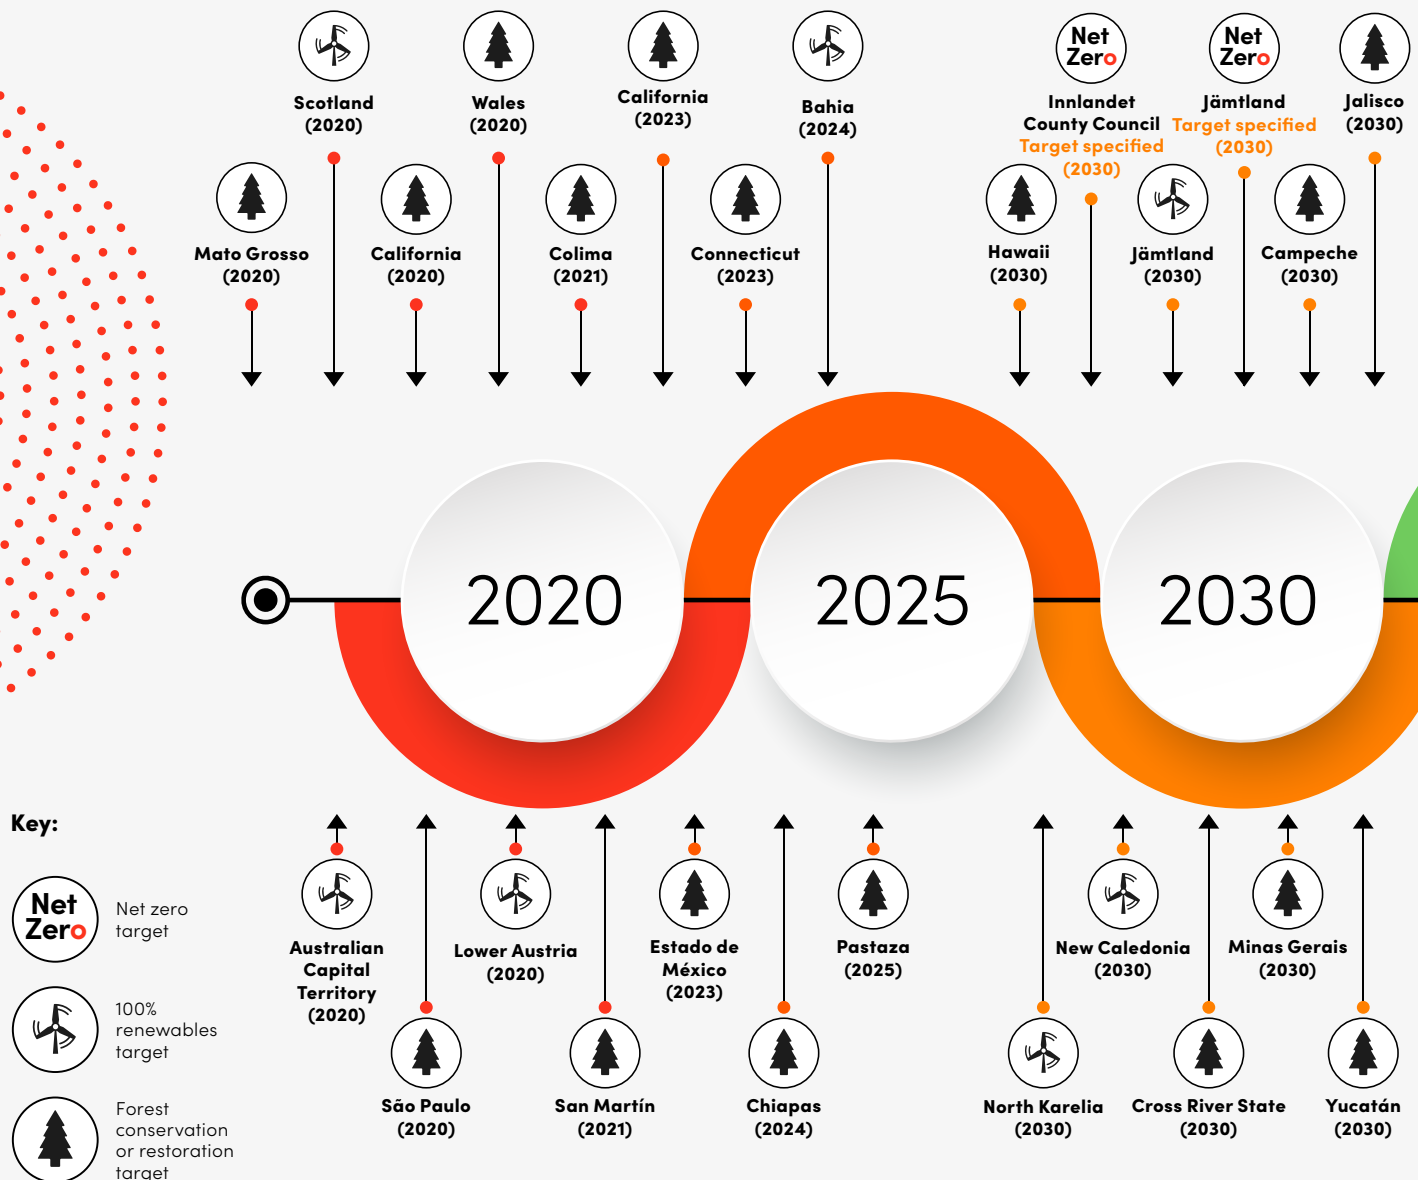 Net
Zero
Net
Zero
Scotland
(2020)
Wales
(2020)
California
(2023)
Bahia
(2024)
Innlandet
County Council
Target specified
(2030)
Jämtland
Target specified
(2030)
Jalisco
(2030)
Mato Grosso
(2020)
California
(2020)
Colima
(2021)
Connecticut
(2023)
Hawaii
(2030)
Jämtland
(2030)
Campeche
(2030)
2020
2025
2030
Key:
Net
Zero
Net zero
target
100%
renewables
target
Forest
conservation
or restoration
target
Australian
Capital
Territory
(2020)
Lower Austria
(2020)
Estado de
México
(2023)
Pastaza
(2025)
New Caledonia
(2030)
Minas Gerais
(2030)
São Paulo
(2020)
San Martín
(2021)
Chiapas
(2024)
North Karelia
(2030)
Cross River State
(2030)
Yucatán
(2030)